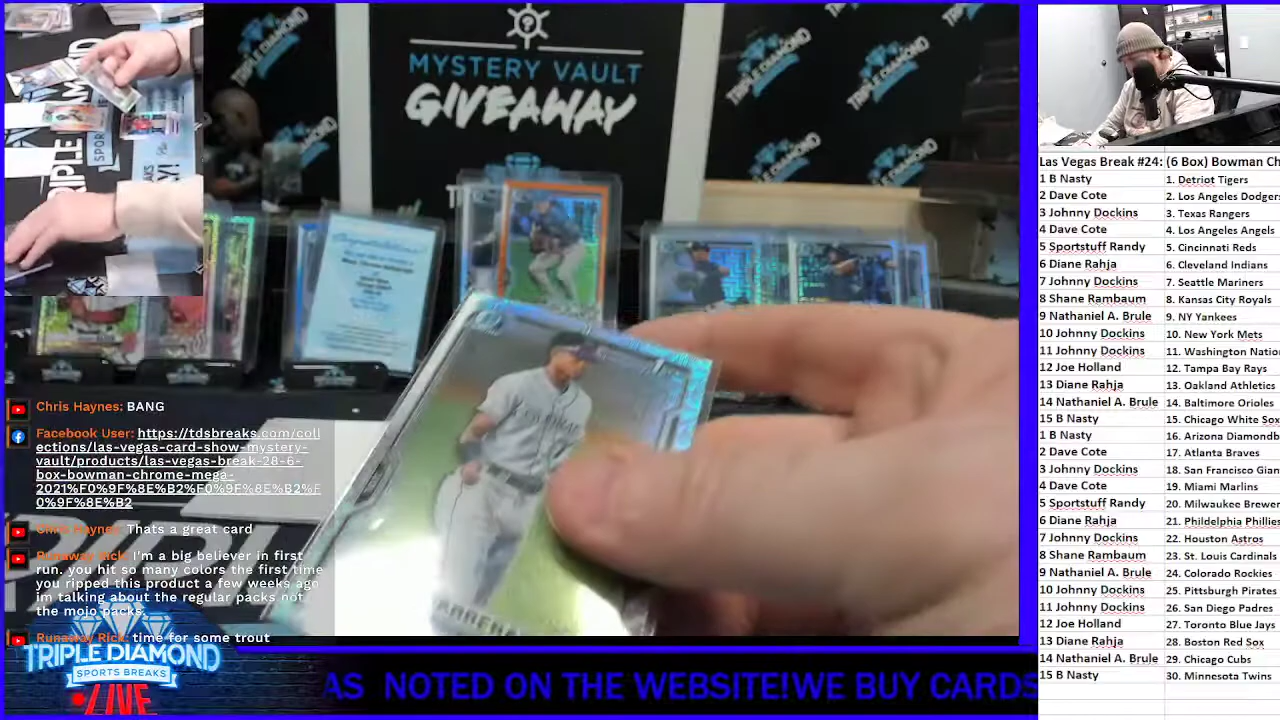 MYSTERY VAULT
GIVEAWAY
TRIPLE DIAMOND
Las Vegas Break #24: (6 Box) Bowman Ch
1 B Nasty 1. Detriot Tigers
2 Dave Cote 2. Los Angeles Dodgers
3 Johnny Dockins 3. Texas Rangers
4 Dave Cote 4. Los Angeles Angels
5 Sportstuff Randy 5. Cincinnati Reds
6 Diane Rahja 6. Cleveland Indians
7 Johnny Dockins 7. Seattle Mariners
8 Shane Rambaum 8. Kansas City Royals
9 Nathaniel A. Brule 9. NY Yankees
10 Johnny Dockins 10. New York Mets
11 Johnny Dockins 11. Washington Natio
12 Joe Holland 12. Tampa Bay Rays
13 Diane Rahja 13. Oakland Athletics
14 Nathaniel A. Brule 14. Baltimore Orioles
15 B Nasty 15. Chicago White Sox
1 B Nasty 16. Arizona Diamondb
2 Dave Cote 17. Atlanta Braves
3 Johnny Dockins 18. San Francisco Gian
4 Dave Cote 19. Miami Marlins
5 Sportstuff Randy 20. Milwaukee Brewer
6 Diane Rahja 21. Phildelphia Phillie
7 Johnny Dockins 22. Houston Astros
8 Shane Rambaum 23. St. Louis Cardinals
9 Nathaniel A. Brule 24. Colorado Rockies
10 Johnny Dockins 25. Pittsburgh Pirates
11 Johnny Dockins 26. San Diego Padres
12 Joe Holland 27. Toronto Blue Jays
13 Diane Rahja 28. Boston Red Sox
14 Nathaniel A. Brule 29. Chicago Cubs
15 B Nasty 30. Minneseta Twins
Chris Haynes: BANG
Facebook User: https://tdsbreaks.com/coll
ections/las-vegas-card-show-mystery-
vault/products/las-vegas-break-28-6-
box-bowman-chrome-mega-
2021%F0%9F%8E%B2%F0%9F%8E%B2%F
0%9F%8E%B2
Chris Haynes: Thats a great card
Runaway Rick: I'm a big believer in first
run. you hit so many colors the first time
you ripped this product a few weeks ago
im talking about the regular packs not
the mojo packs.
Runaway Rick: time for some trout
TRIPLE DIAMOND
SPORTS BREAKS
LIVE
AS NOTED ON THE WEBSITE!WE BUY